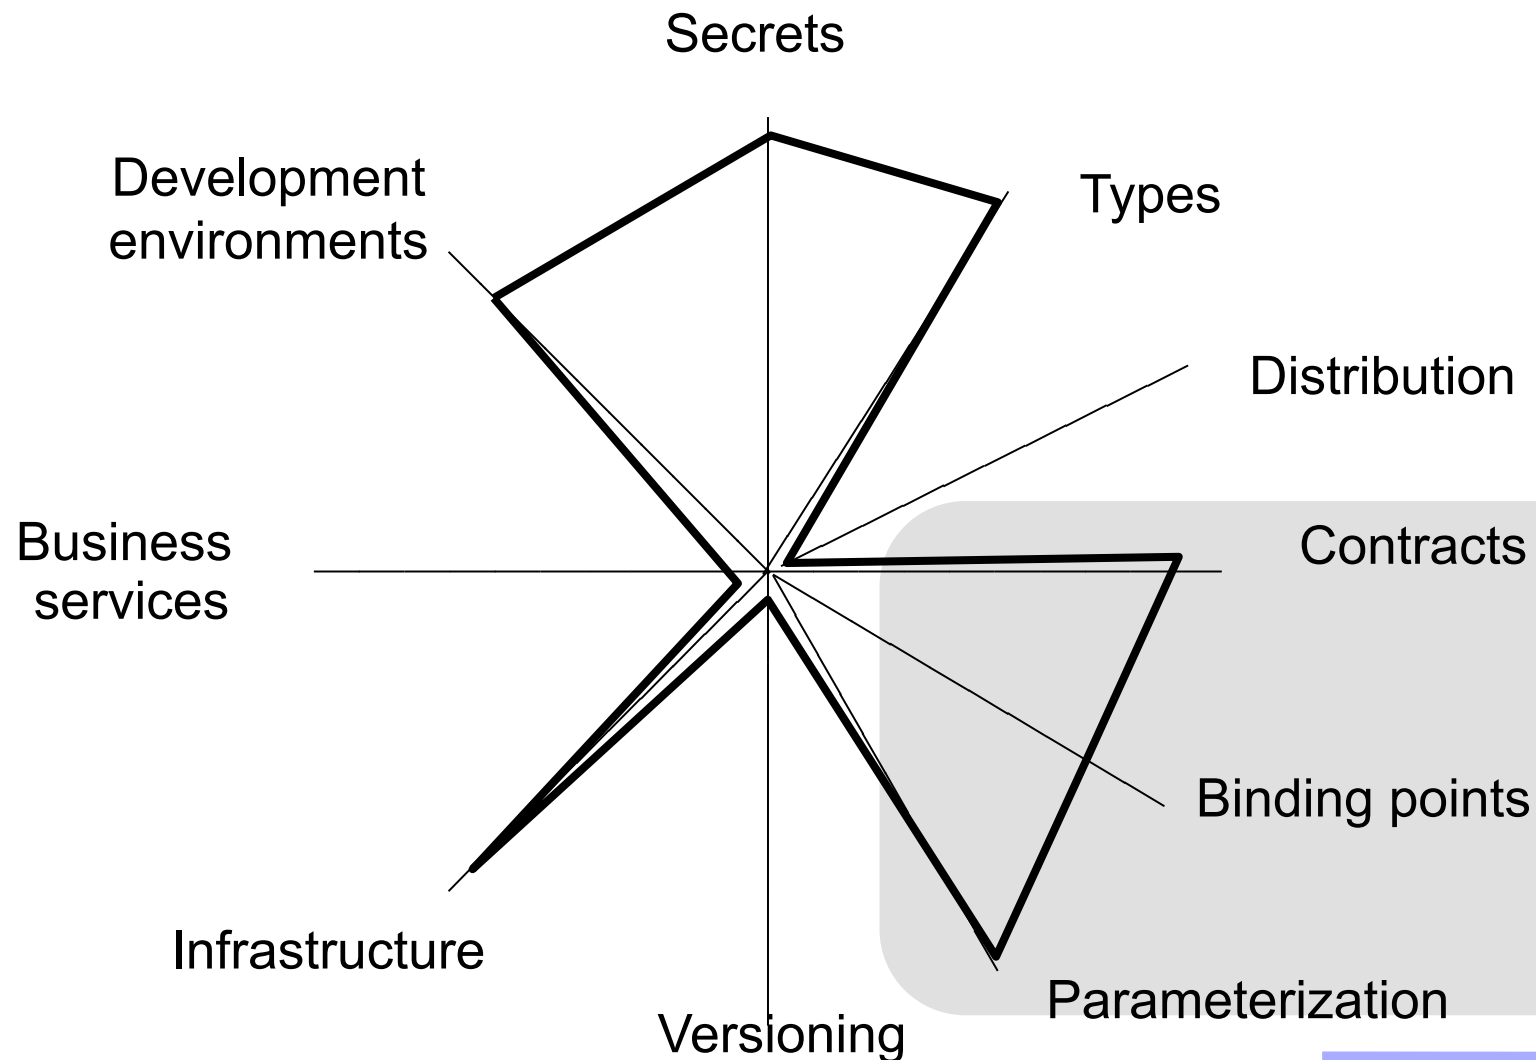 Secrets
Development
environments
Types
Distribution
Business
services
Contracts
Binding points
Infrastructure
Parameterization
Versioning